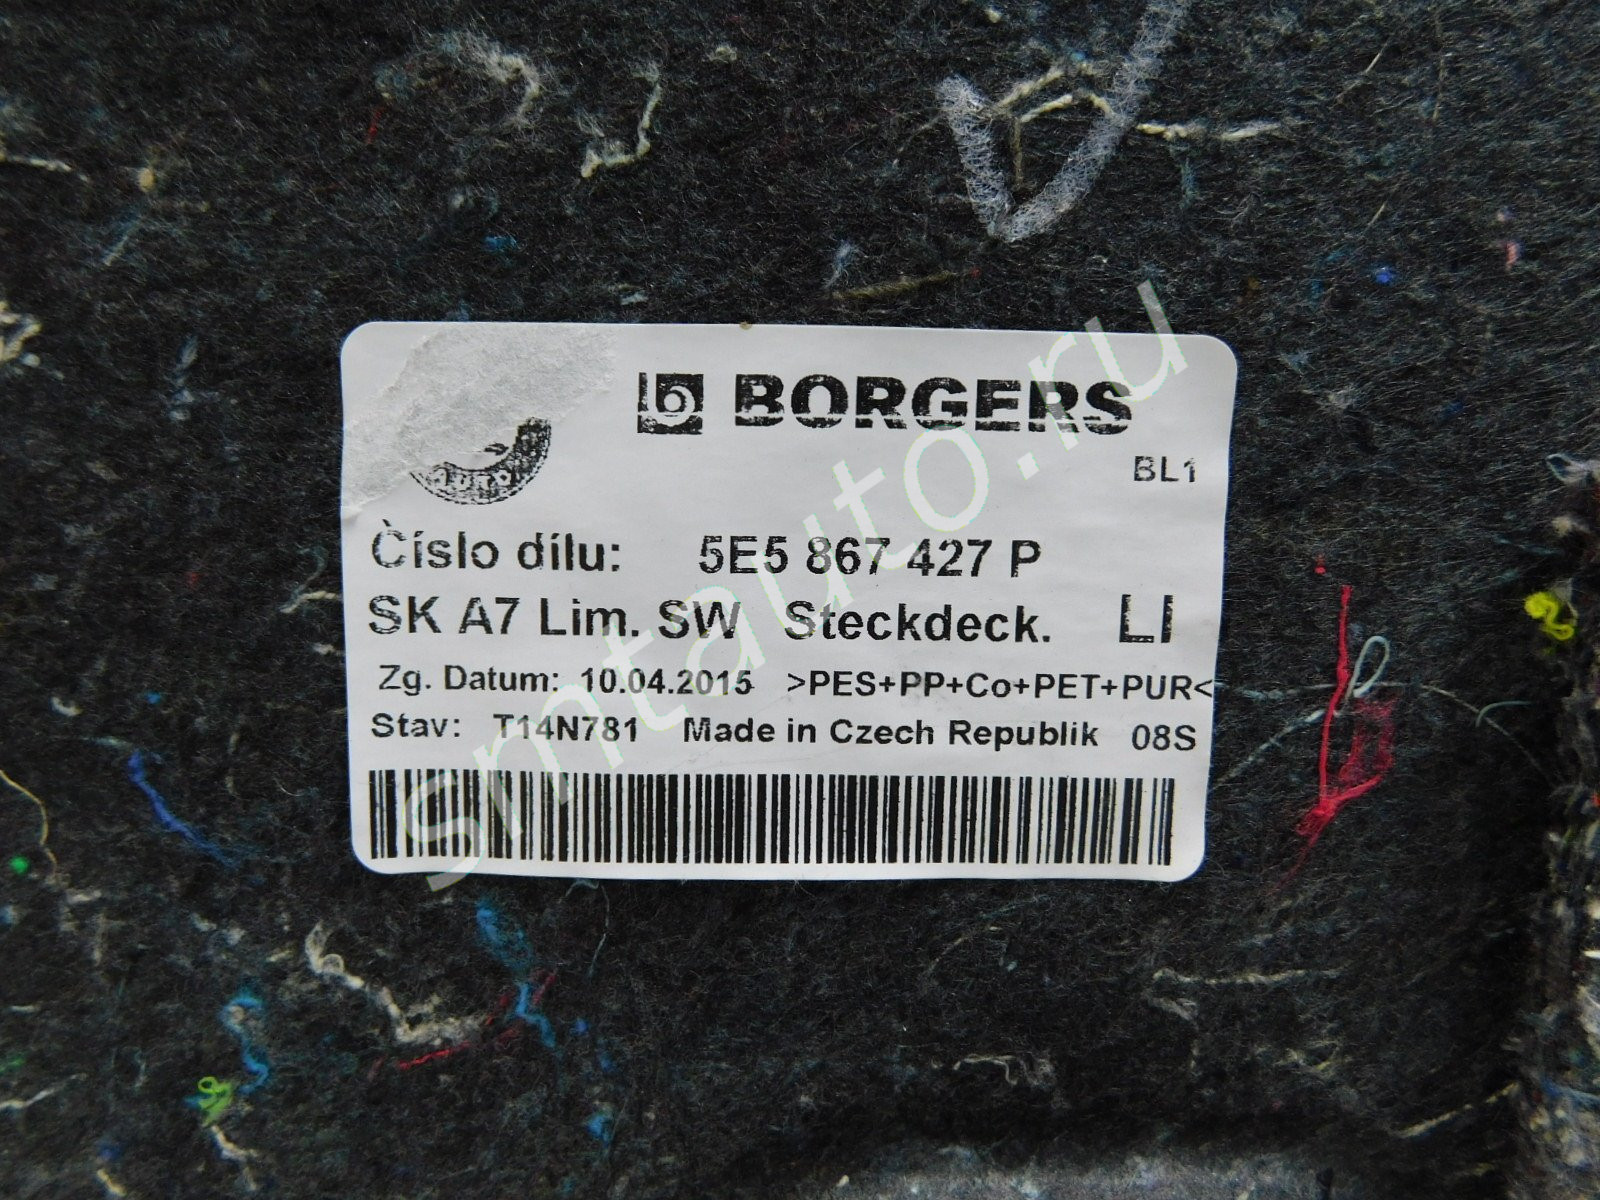 BORGERS
BL1
AUTO
Číslo dílu: 5E5 867 427 P
SK A7 Lim. SW Steckdeck. LI
Zg. Datum: 10.04.2015 >PES+PP+Co+PET+PUR<
Stav: T14N781 Made in Czech Republik 08S
smtauto.ru